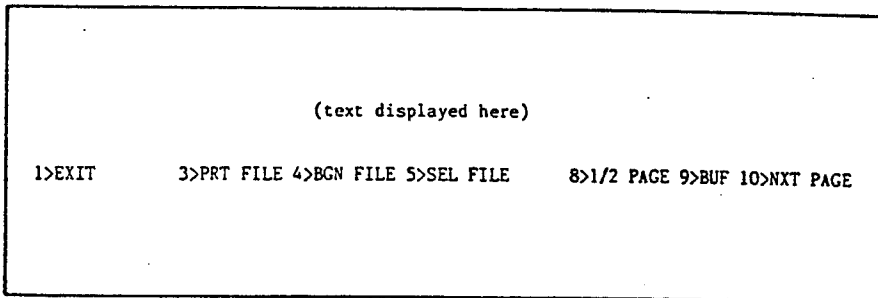 (text displayed here)
1>EXIT 3>PRT FILE 4>BGN FILE 5>SEL FILE 8>1/2 PAGE 9>BUF 10>NXT PAGE